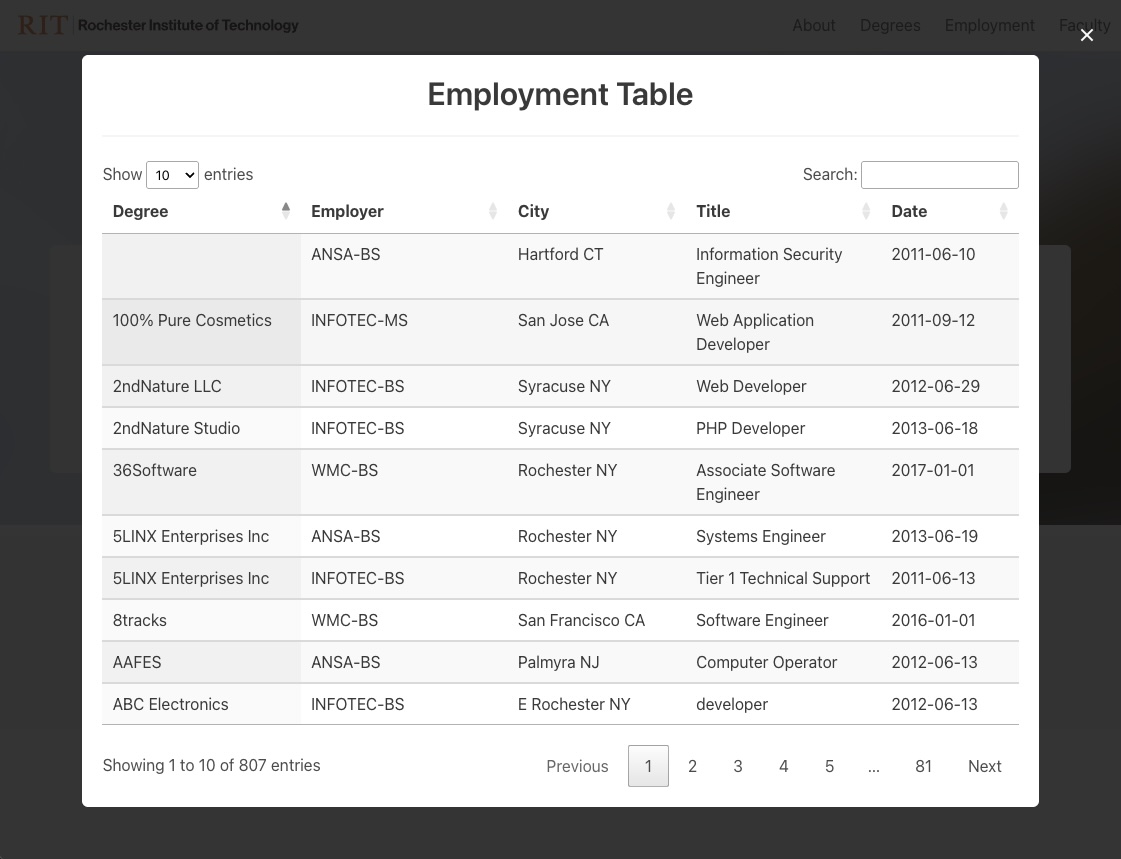 RIT | Rochester Institute of Technology About Degrees Employment Faculty
×
Employment Table
Show 10 entries Search:
Degree Employer City Title Date
ANSA-BS Hartford CT Information Security Engineer 2011-06-10
100% Pure Cosmetics INFOTEC-MS San Jose CA Web Application Developer 2011-09-12
2ndNature LLC INFOTEC-BS Syracuse NY Web Developer 2012-06-29
2ndNature Studio INFOTEC-BS Syracuse NY PHP Developer 2013-06-18
36Software WMC-BS Rochester NY Associate Software Engineer 2017-01-01
5LINX Enterprises Inc ANSA-BS Rochester NY Systems Engineer 2013-06-19
5LINX Enterprises Inc INFOTEC-BS Rochester NY Tier 1 Technical Support 2011-06-13
8tracks WMC-BS San Francisco CA Software Engineer 2016-01-01
AAFES ANSA-BS Palmyra NJ Computer Operator 2012-06-13
ABC Electronics INFOTEC-BS E Rochester NY developer 2012-06-13
Showing 1 to 10 of 807 entries Previous 1 2 3 4 5 ... 81 Next